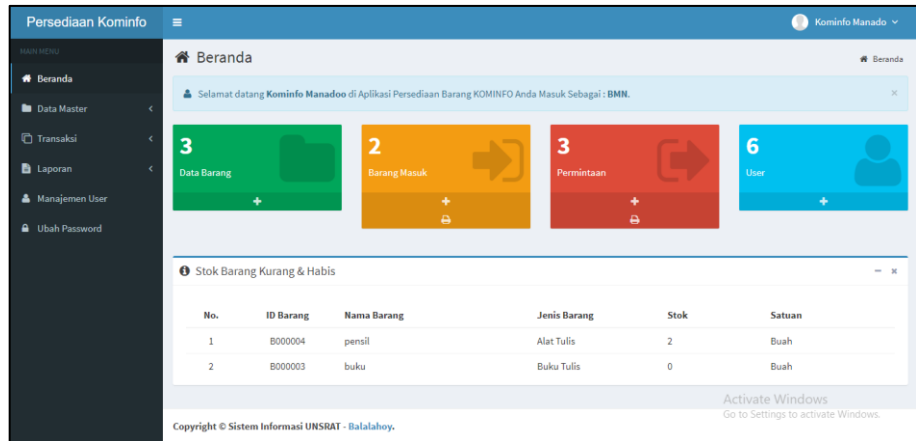 Persediaan Kominfo
Kominfo Manado
MAIN MENU
Beranda
Data Master
Transaksi
Laporan
Manajemen User
Ubah Password
Beranda
Beranda
Selamat datang Kominfo Manadoo di Aplikasi Persediaan Barang KOMINFO Anda Masuk Sebagai : BMN.
3
Data Barang
2
Barang Masuk
3
Permintaan
6
User
Stok Barang Kurang & Habis
No. ID Barang Nama Barang Jenis Barang Stok Satuan
1 B000004 pensil Alat Tulis 2 Buah
2 B000003 buku Buku Tulis 0 Buah
Activate Windows
Go to Settings to activate Windows.
Copyright © Sistem Informasi UNSRAT - Balalahoy.